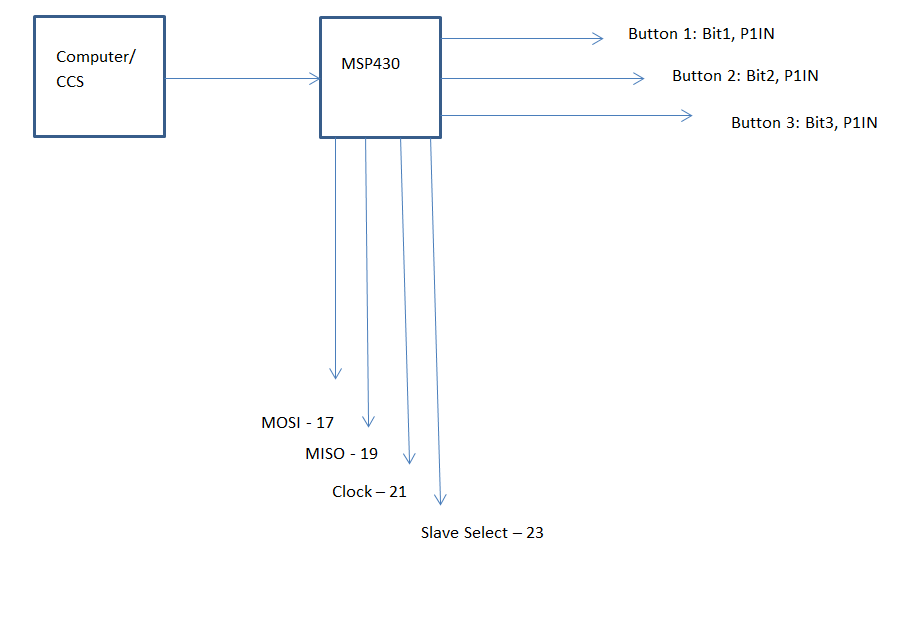 Computer/
CCS
MSP430
Button 1: Bit1, P1IN
Button 2: Bit2, P1IN
Button 3: Bit3, P1IN
MOSI - 17
MISO - 19
Clock – 21
Slave Select – 23